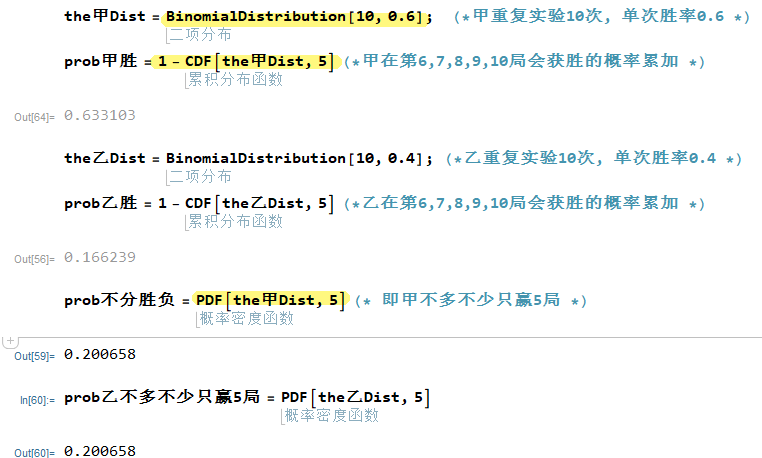 the甲Dist = BinomialDistribution[10, 0.6]; (*甲重复实验10次，单次胜率0.6 *)
二项分布
prob甲胜 = 1 - CDF[the甲Dist, 5] (*甲在第6,7,8,9,10局会获胜的概率累加 *)
累积分布函数
Out[64]= 0.633103
the乙Dist = BinomialDistribution[10, 0.4]; (*乙重复实验10次，单次胜率0.4 *)
二项分布
prob乙胜 = 1 - CDF[the乙Dist, 5] (*乙在第6,7,8,9,10局会获胜的概率累加 *)
累积分布函数
Out[56]= 0.166239
prob不分胜负 = PDF[the甲Dist, 5] (* 即甲不多不少只赢5局 *)
概率密度函数
Out[59]= 0.200658
In[60]:= prob乙不多不少只赢5局 = PDF[the乙Dist, 5]
概率密度函数
Out[60]= 0.200658